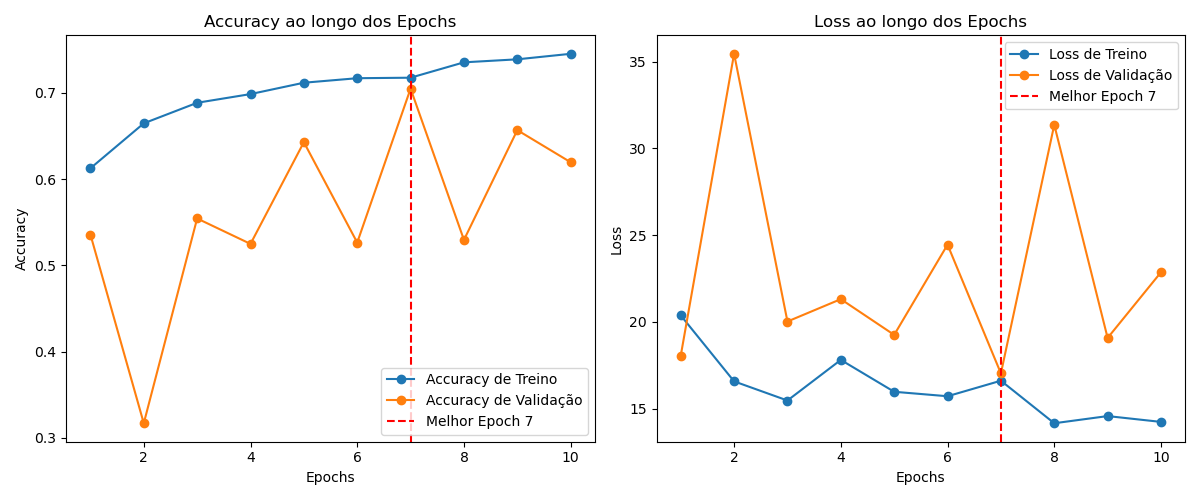 Accuracy ao longo dos Epochs
Accuracy
0.7
0.6
0.5
0.4
0.3
2
4
6
8
10
Epochs
Accuracy de Treino
Accuracy de Validação
Melhor Epoch 7
Loss ao longo dos Epochs
Loss
35
30
25
20
15
2
4
6
8
10
Epochs
Loss de Treino
Loss de Validação
Melhor Epoch 7